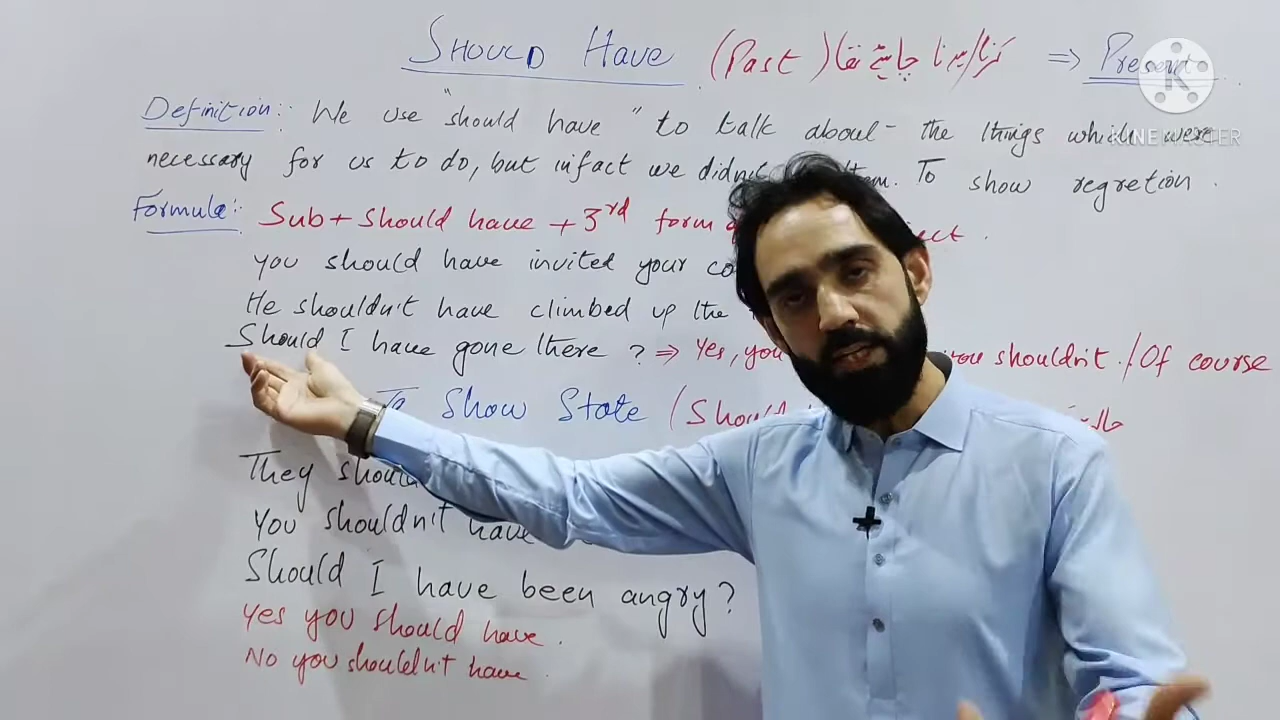 SHOULD HAVE (Past) کرنا/ہونا چاہیئے تھا => Present
Definition:- We use "should have" to talk about the things which were
necessary for us to do, but infact we didn't them. To show regretion.
Formula:- Sub + should have + 3rd form
you should have invited your
He shouldn't have climbed up the
Should I have gone there? => Yes, you you shouldn't. / Of course
To Show State (Should
They should
You shouldn't have
Should I have been angry?
Yes you should have.
No you shouldn't have.
K
KINEMASTER